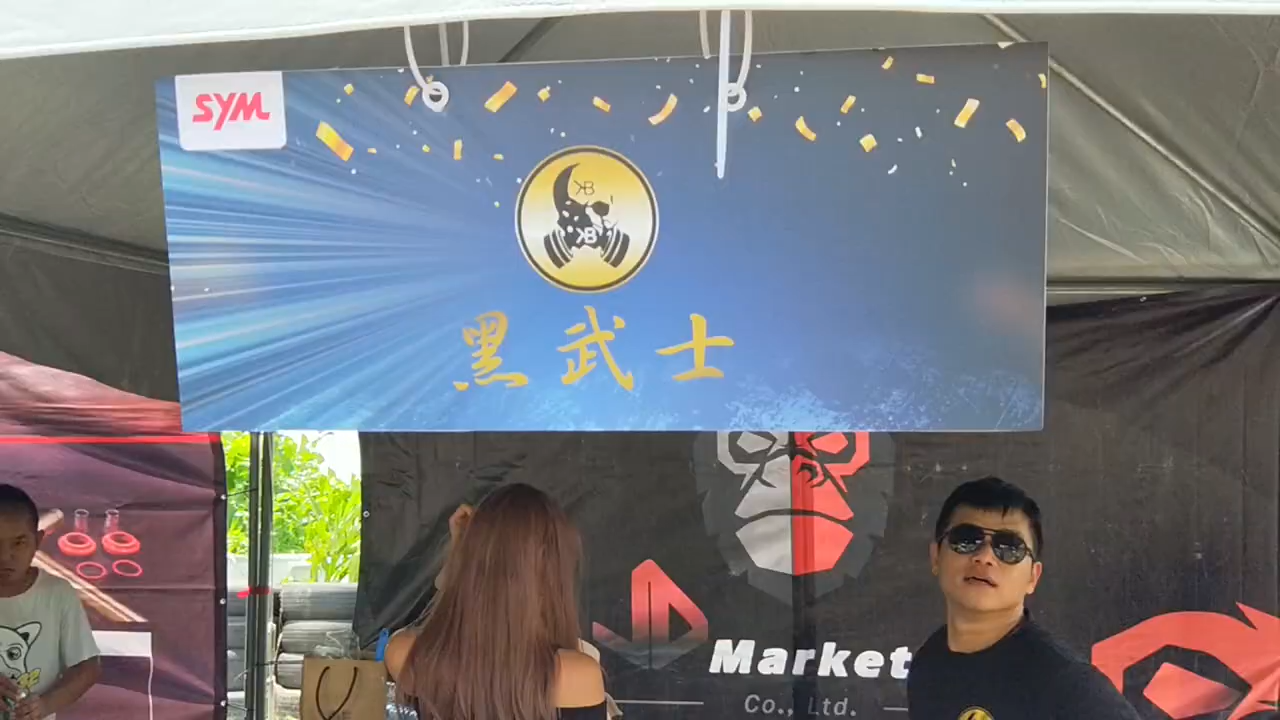 SYM
KB
KB
黑武士
Market
Co., Ltd.